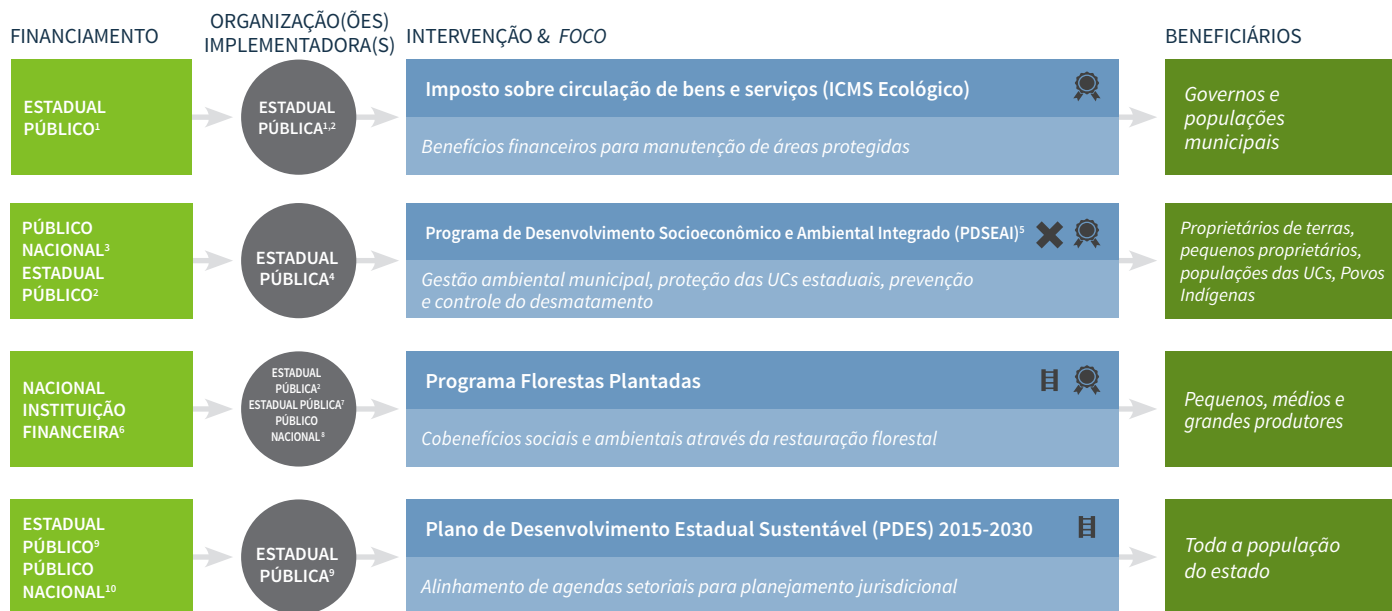 FINANCIAMENTO
ORGANIZAÇÃO(ÕES)
IMPLEMENTADORA(S)
INTERVENÇÃO & FOCO
BENEFICIÁRIOS
ESTADUAL
PÚBLICO¹
ESTADUAL
PÚBLICA¹,²
Imposto sobre circulação de bens e serviços (ICMS Ecológico)
Benefícios financeiros para manutenção de áreas protegidas
Governos e
populações
municipais
PÚBLICO
NACIONAL³
ESTADUAL
PÚBLICO²
ESTADUAL
PÚBLICA⁴
Programa de Desenvolvimento Socioeconômico e Ambiental Integrado (PDSEAI)⁵
Gestão ambiental municipal, proteção das UCs estaduais, prevenção
e controle do desmatamento
Proprietários de terras,
pequenos proprietários,
populações das UCs, Povos
Indígenas
NACIONAL
INSTITUIÇÃO
FINANCEIRA⁶
ESTADUAL
PÚBLICA²
ESTADUAL PÚBLICA⁷
PÚBLICO
NACIONAL⁸
Programa Florestas Plantadas
Cobenefícios sociais e ambientais através da restauração florestal
Pequenos, médios e
grandes produtores
ESTADUAL
PÚBLICO⁹
PÚBLICO
NACIONAL¹⁰
ESTADUAL
PÚBLICA⁹
Plano de Desenvolvimento Estadual Sustentável (PDES) 2015-2030
Alinhamento de agendas setoriais para planejamento jurisdicional
Toda a população
do estado